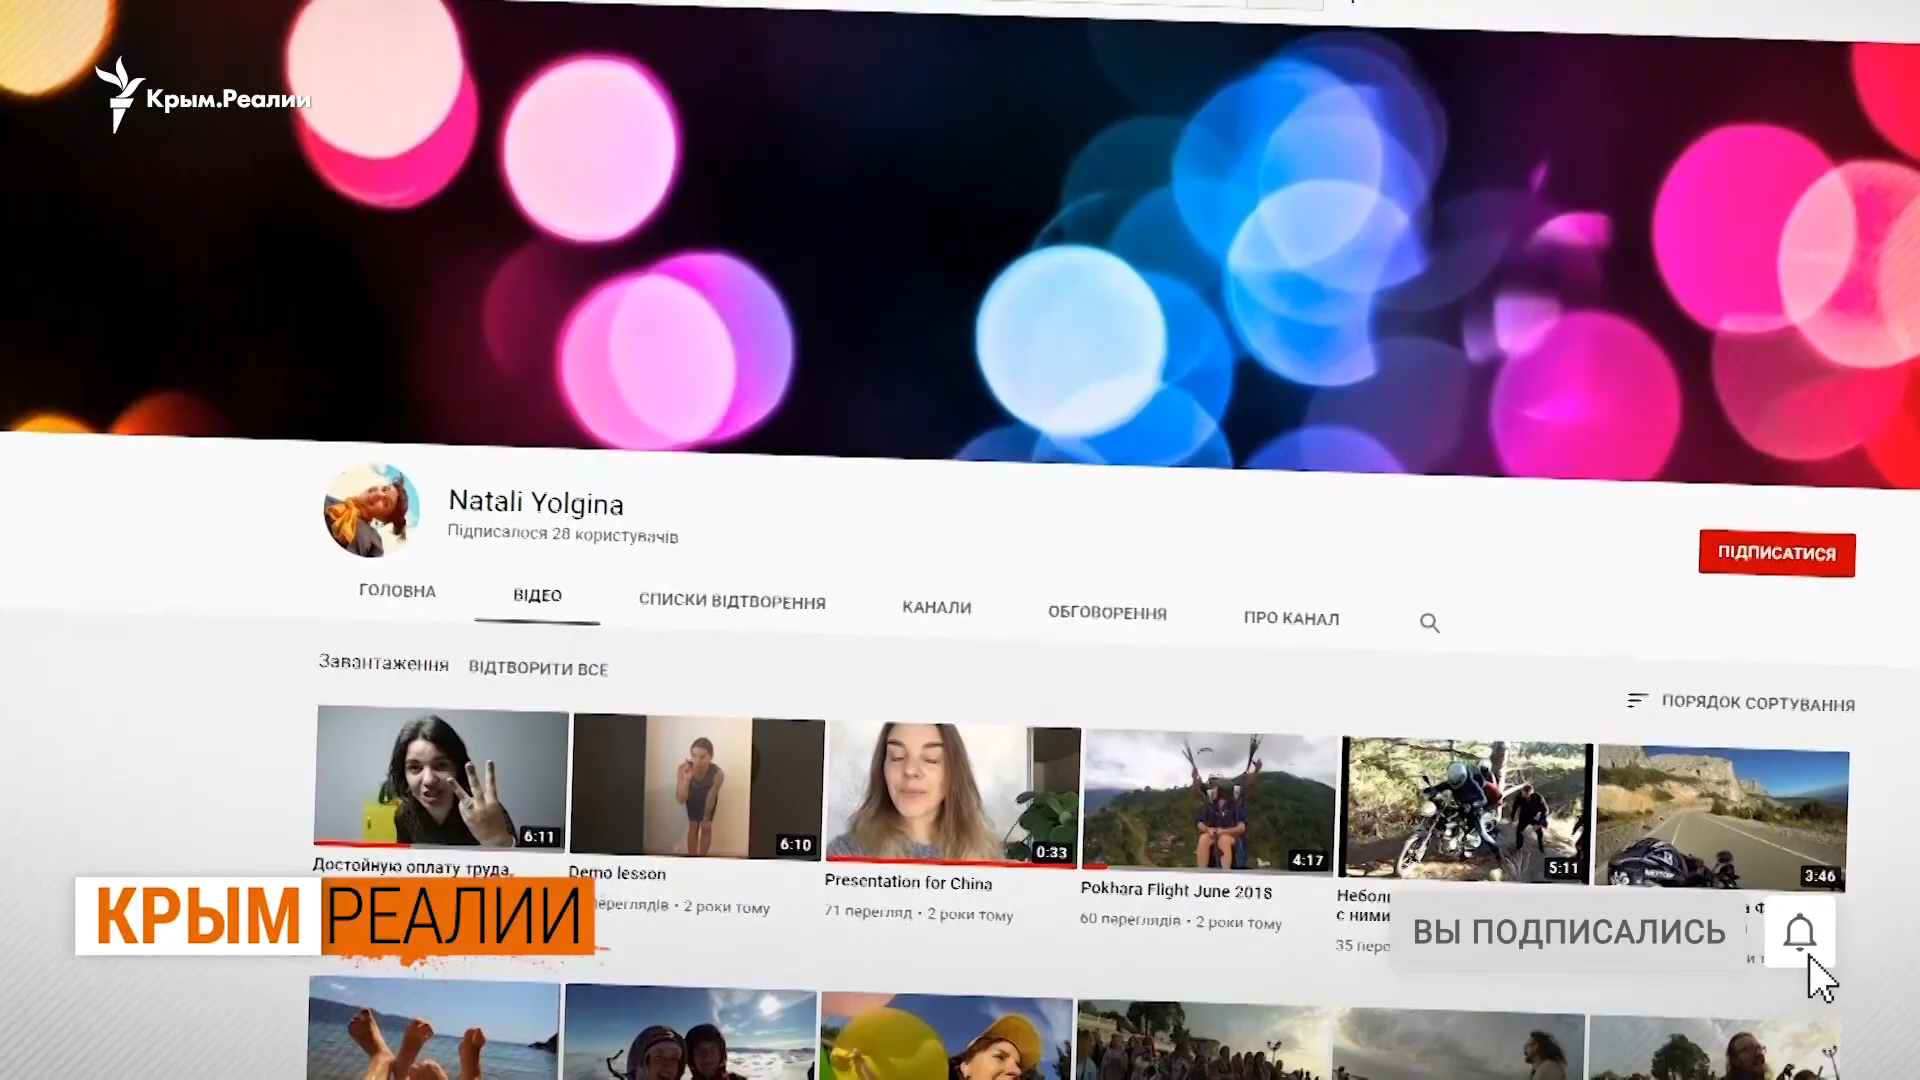 Крым.Реалии
Natali Yolgina
Підписалося 28 користувачів
ПІДПИСАТИСЯ
ГОЛОВНА
ВІДЕО
СПИСКИ ВІДТВОРЕННЯ
КАНАЛИ
ОБГОВОРЕННЯ
ПРО КАНАЛ
Завантаження
ВІДТВОРИТИ ВСЕ
ПОРЯДОК СОРТУВАННЯ
6:11
6:10
0:33
4:17
5:11
3:46
Достойную оплату труда
Demo lesson
2 роки тому
Presentation for China
71 перегляд • 2 роки тому
Pokhara Flight June 2018
60 переглядів • 2 роки тому
с ними
35
КРЫМ РЕАЛИИ
ВЫ ПОДПИСАЛИСЬ